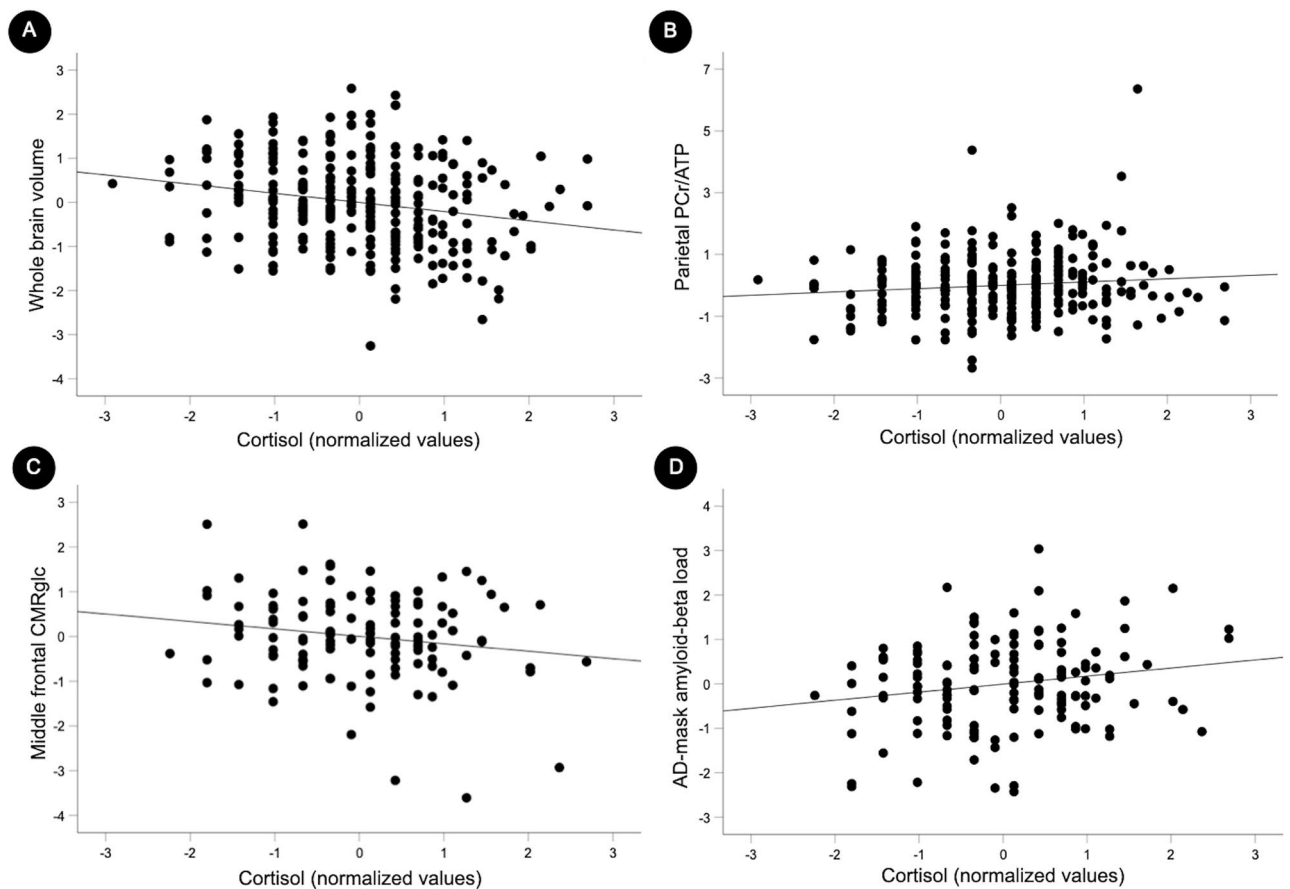 A
3
2
1
0
-1
-2
-3
-4
Whole brain volume
-3 -2 -1 0 1 2 3
Cortisol (normalized values)
B
7
5
3
1
-1
-3
Parietal PCr/ATP
-3 -2 -1 0 1 2 3
Cortisol (normalized values)
C
3
2
1
0
-1
-2
-3
-4
Middle frontal CMRglc
-3 -2 -1 0 1 2 3
Cortisol (normalized values)
D
4
3
2
1
0
-1
-2
-3
AD-mask amyloid-beta load
-3 -2 -1 0 1 2 3
Cortisol (normalized values)